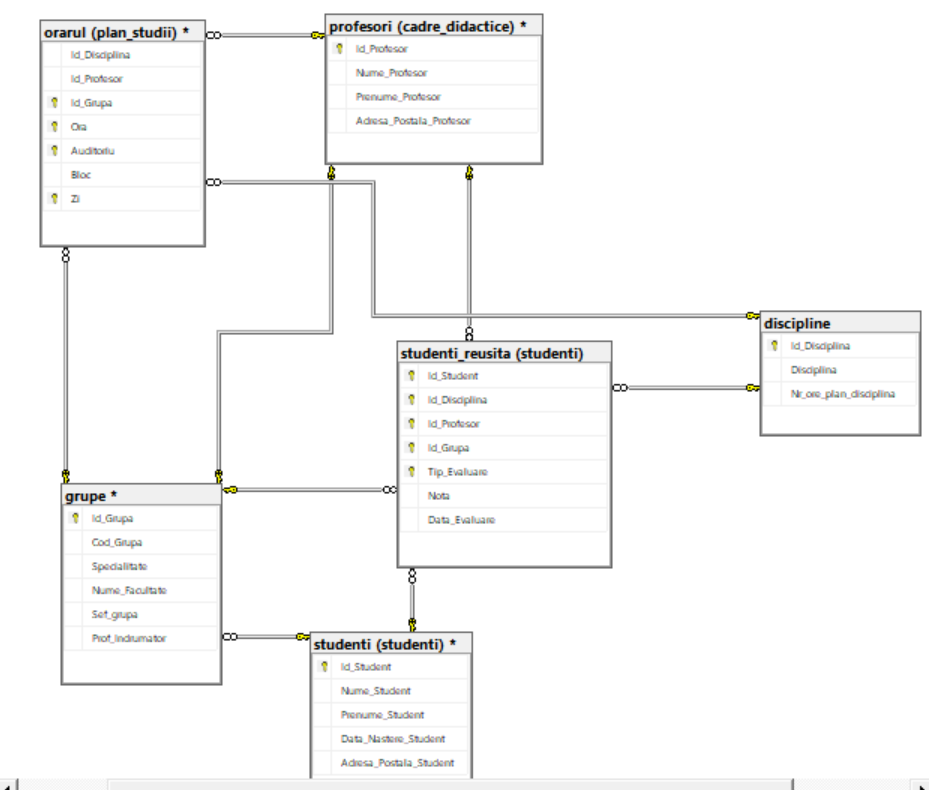 orarul (plan_studii) *
Id_Disciplina
Id_Profesor
Id_Grupa
Ora
Auditoriu
Bloc
Zi
profesori (cadre_didactice) *
Id_Profesor
Nume_Profesor
Prenume_Profesor
Adresa_Postala_Profesor
discipline
Id_Disciplina
Disciplina
Nr_ore_plan_disciplina
studenti_reusita (studenti)
Id_Student
Id_Disciplina
Id_Profesor
Id_Grupa
Tip_Evaluare
Nota
Data_Evaluare
grupe *
Id_Grupa
Cod_Grupa
Specialitate
Nume_Facultate
Sef_grupa
Prof_Indrumator
studenti (studenti) *
Id_Student
Nume_Student
Prenume_Student
Data_Nastere_Student
Adresa_Postala_Student